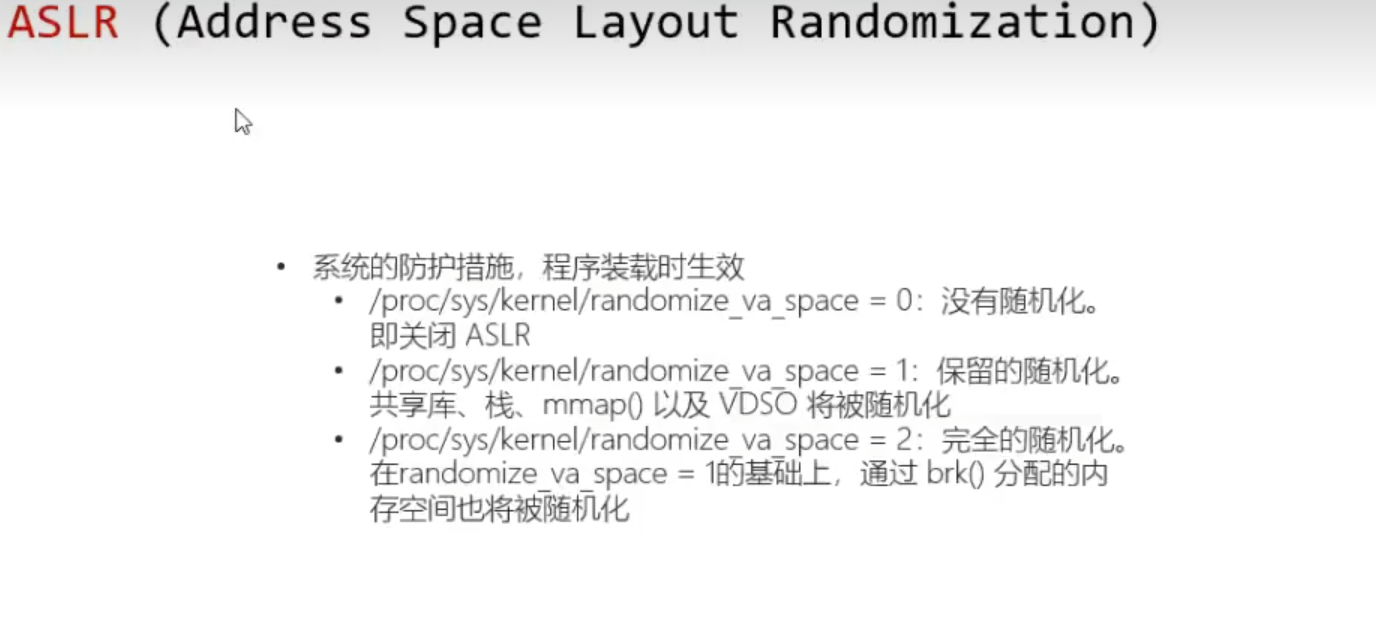 ASLR (Address Space Layout Randomization)
• 系统的防护措施，程序装载时生效
• /proc/sys/kernel/randomize_va_space = 0：没有随机化。
即关闭 ASLR
• /proc/sys/kernel/randomize_va_space = 1：保留的随机化。
共享库、栈、mmap() 以及 VDSO 将被随机化
• /proc/sys/kernel/randomize_va_space = 2：完全的随机化。
在randomize_va_space = 1的基础上，通过 brk() 分配的内
存空间也将被随机化